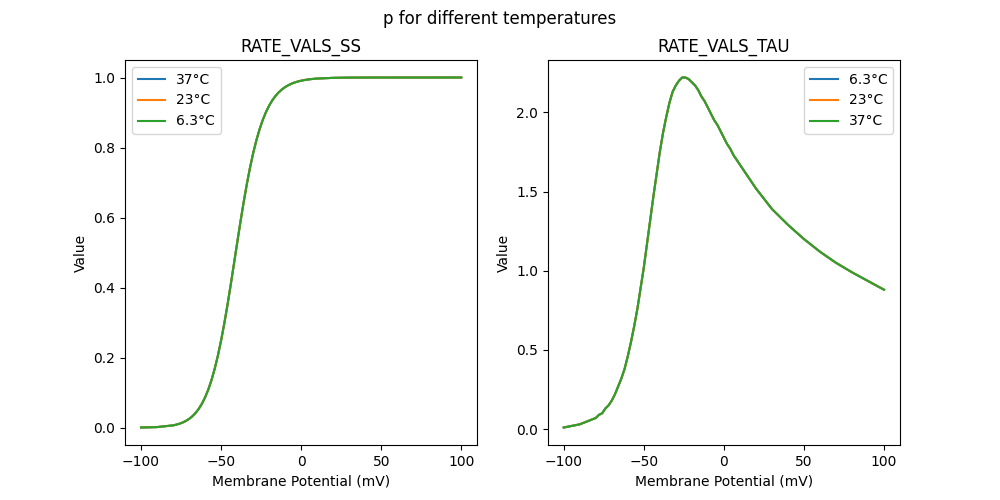 p for different temperatures
RATE_VALS_SS
1.0
0.8
0.6
0.4
0.2
0.0
Value
37°C
23°C
6.3°C
−100
−50
0
50
100
Membrane Potential (mV)
RATE_VALS_TAU
2.0
1.5
1.0
0.5
0.0
Value
6.3°C
23°C
37°C
−100
−50
0
50
100
Membrane Potential (mV)